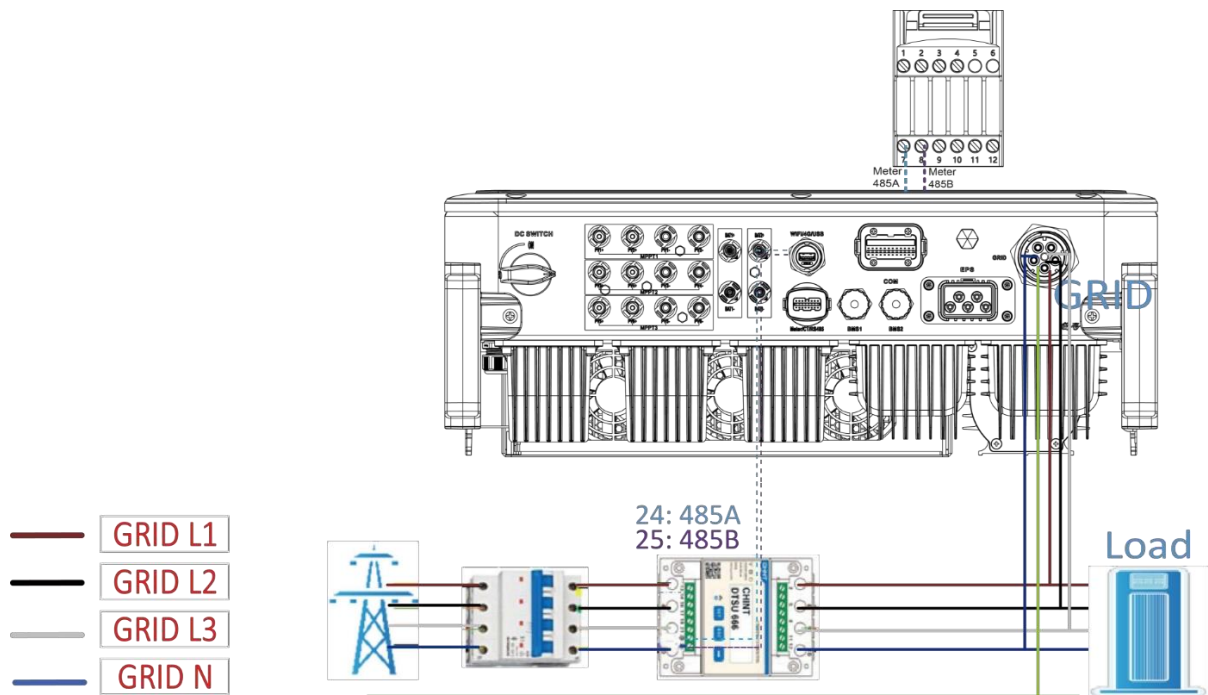 1 2 3 4 5 6
7 8 9 10 11 12
Meter 485A
Meter 485B
DC SWITCH
MPPT1
WIFI/4G/USB
GRID
EPS
COM
GRID
BMS1
BMS2
24: 485A
25: 485B
Load
CHINT
DTSU 666
GRID L1
GRID L2
GRID L3
GRID N